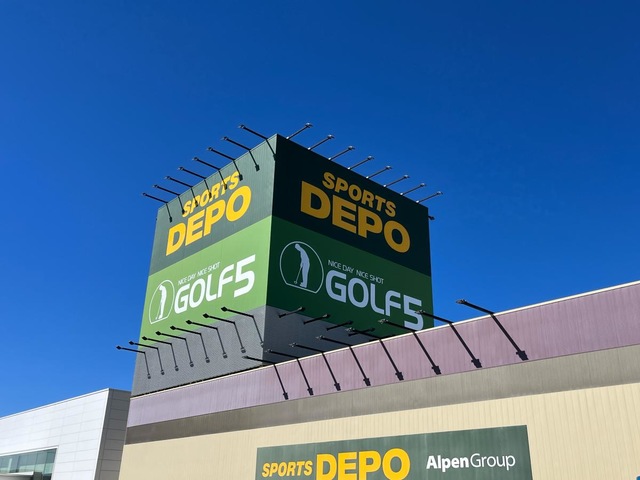 SPORTS
DEPO
NICE DAY NICE SHOT
GOLF5
SPORTS
DEPO
NICE DAY NICE SHOT
GOLF5
SPORTS DEPO AlpenGroup